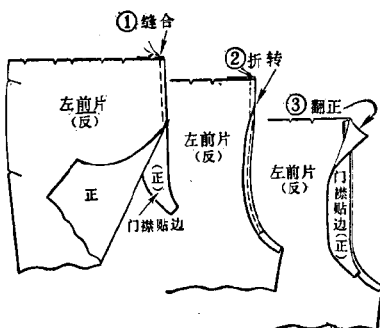 ①缝合
左前片
（反）
正
（正）
门襟贴边
②折转
左前片
（反）
③翻正
左前片
（反）
门襟贴边（正）